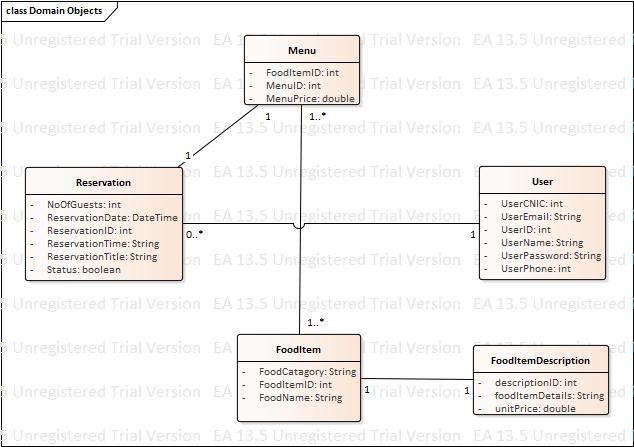 class Domain Objects
EA 13.5 Unregistered Trial Version
Menu
- FoodItemID: int
- MenuID: int
- MenuPrice: double
1
1..*
1
Reservation
- NoOfGuests: int
- ReservationDate: DateTime
- ReservationID: int
- ReservationTime: String
- ReservationTitle: String
- Status: boolean
0..*
1
User
- UserCNIC: int
- UserEmail: String
- UserID: int
- UserName: String
- UserPassword: String
- UserPhone: int
1..*
FoodItem
- FoodCatagory: String
- FoodItemID: int
- FoodName: String
1
1
FoodItemDescription
- descriptionID: int
- foodItemDetails: String
- unitPrice: double